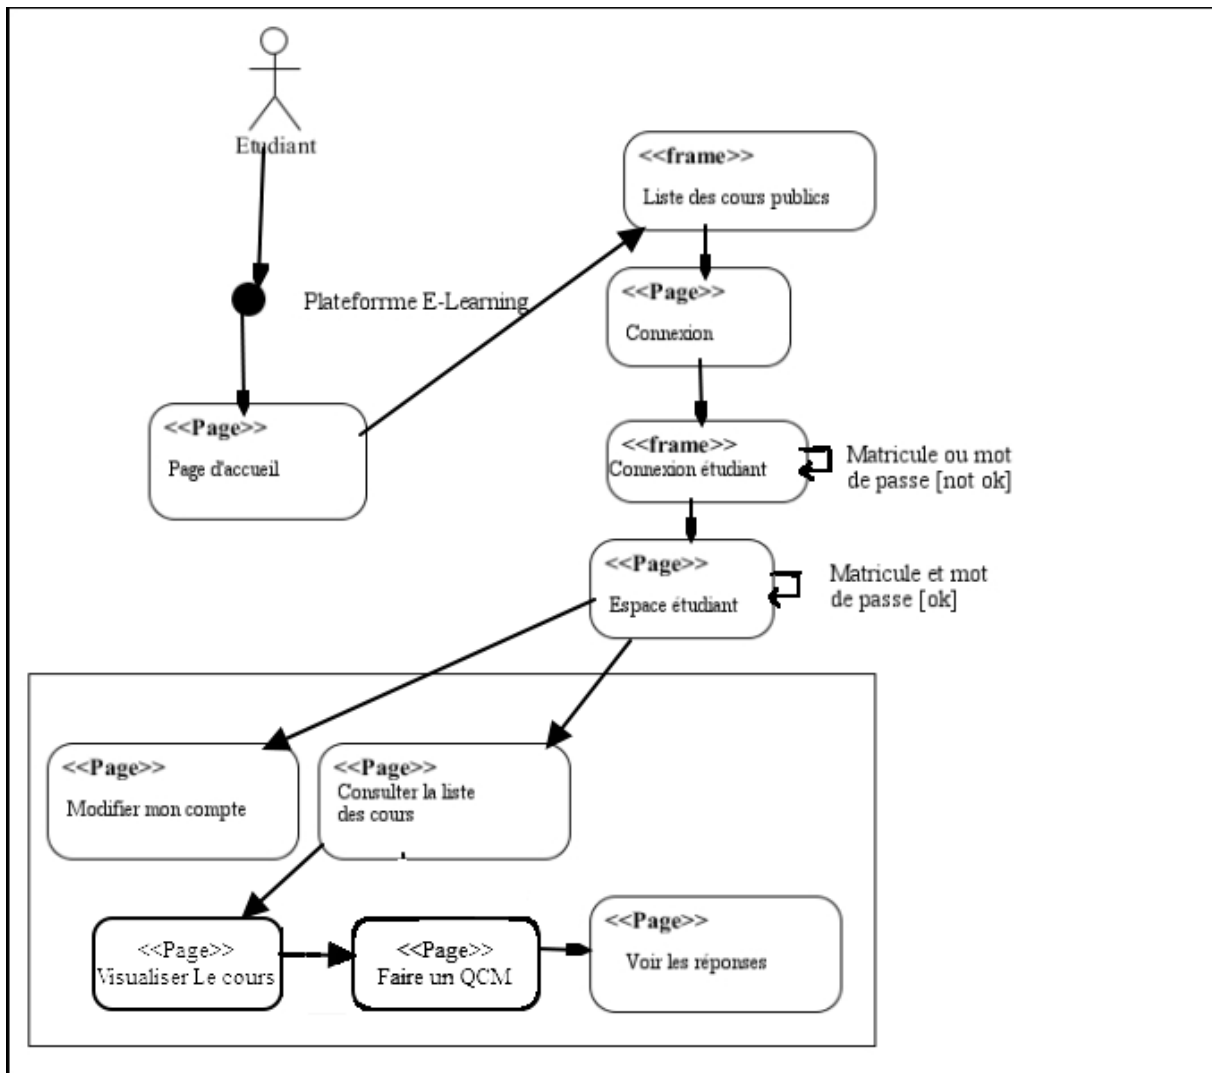 Etudiant
<<frame>>
Liste des cours publics
<<Page>>
Connexion
Plateforme E-Learning
<<Page>>
Page d'accueil
<<frame>>
Connexion étudiant
Matricule ou mot
de passe [not ok]
<<Page>>
Espace étudiant
Matricule et mot
de passe [ok]
<<Page>>
Modifier mon compte
<<Page>>
Consulter la liste
des cours
<<Page>>
Visualiser Le cours
<<Page>>
Faire un QCM
<<Page>>
Voir les réponses